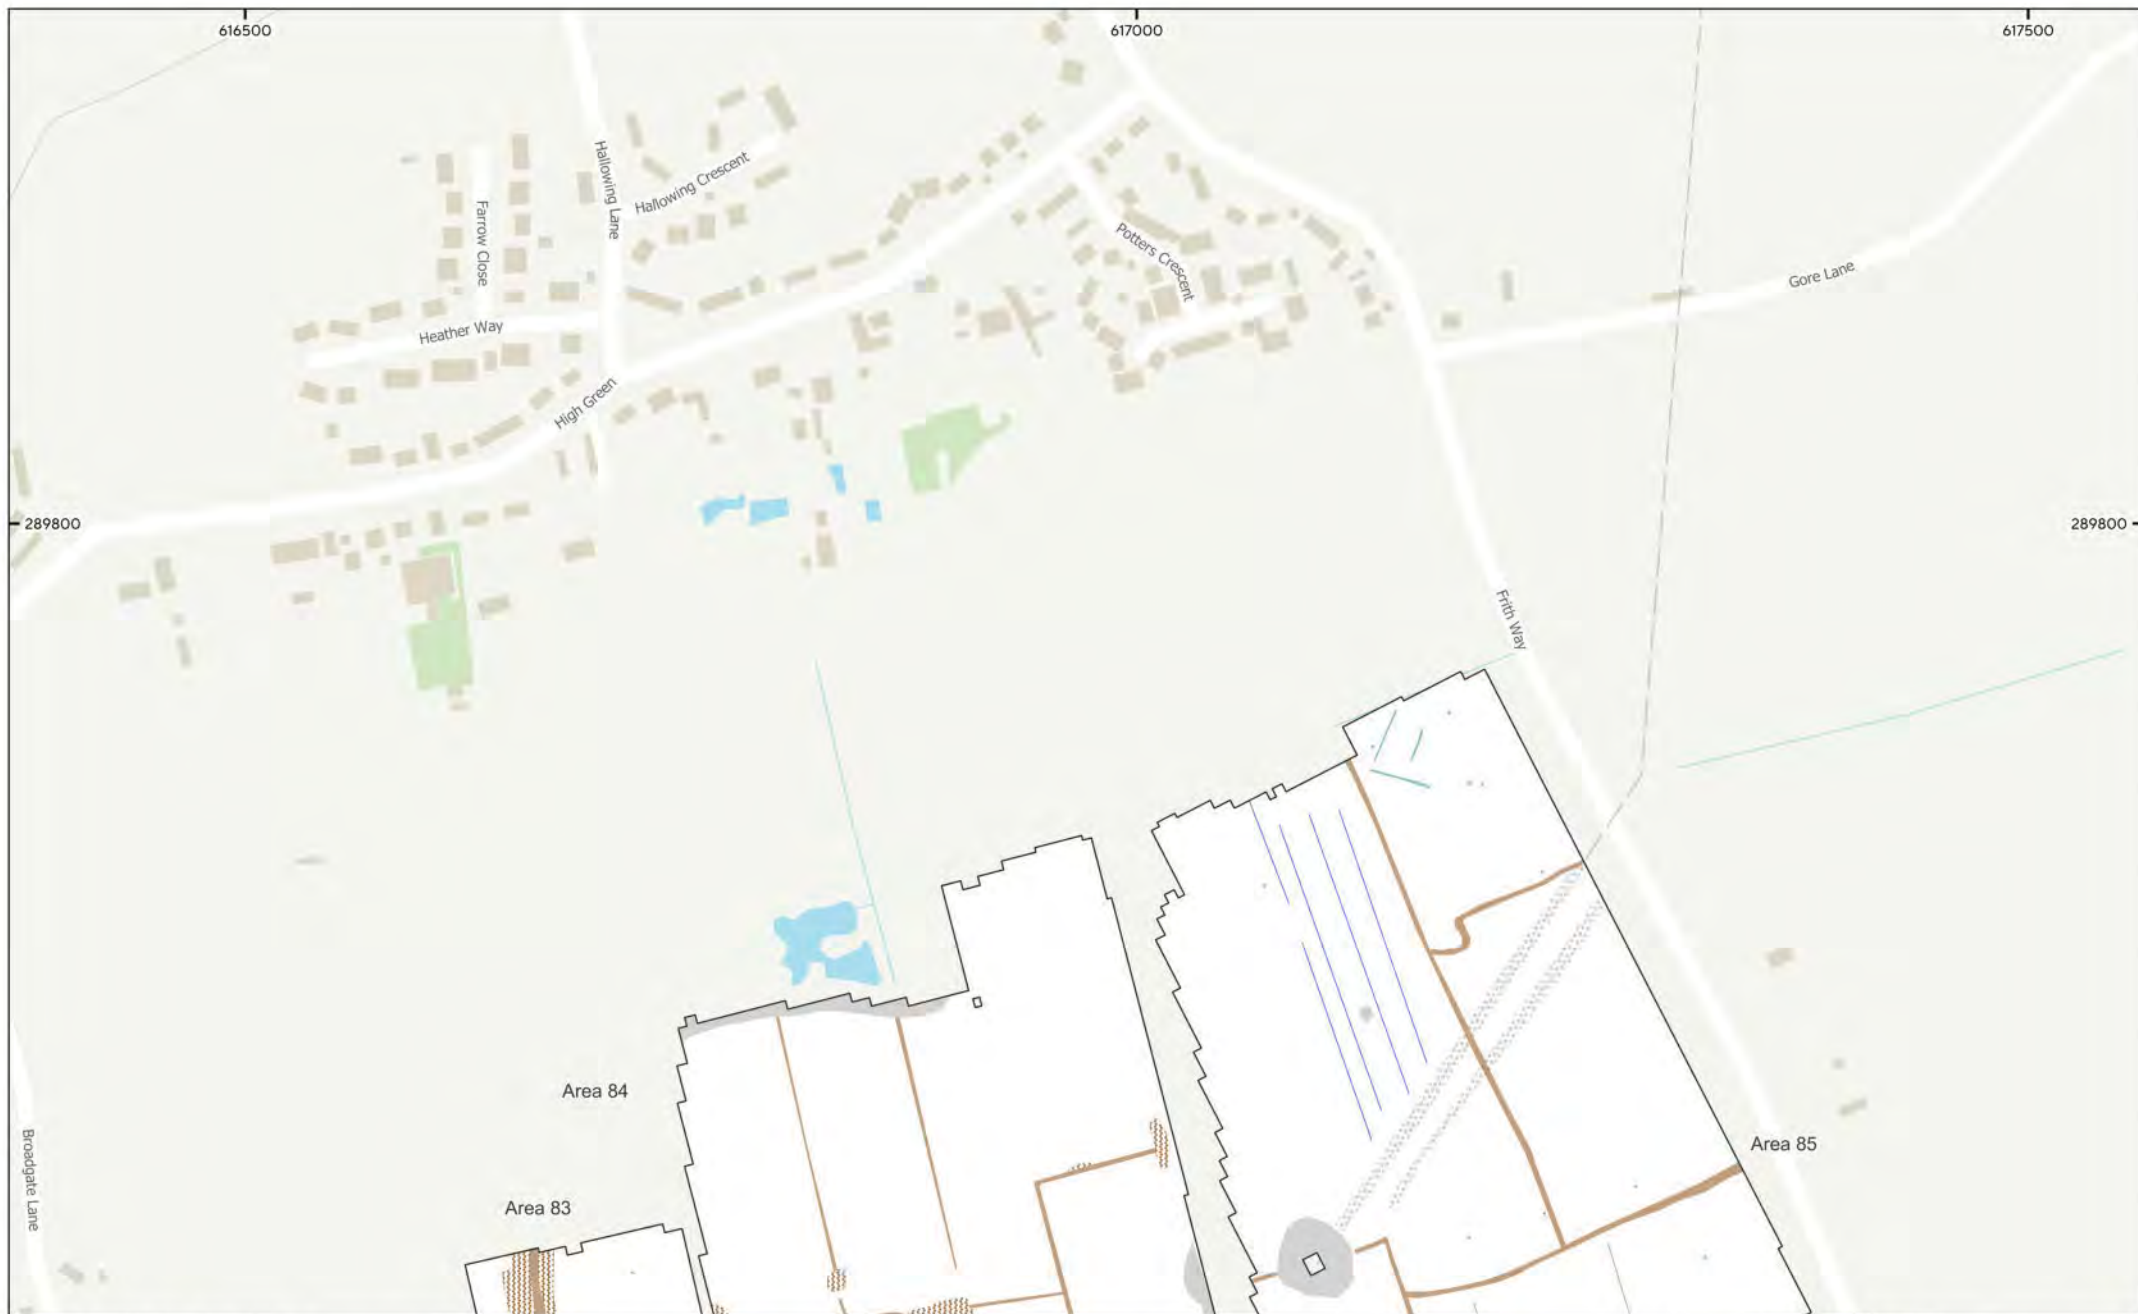 616500
617000
617500
Hallowing Lane
Hallowing Crescent
Farrow Close
Potters Crescent
Gore Lane
Heather Way
High Green
289800
289800
Frith Way
Area 84
Broadgate Lane
Area 85
Area 83